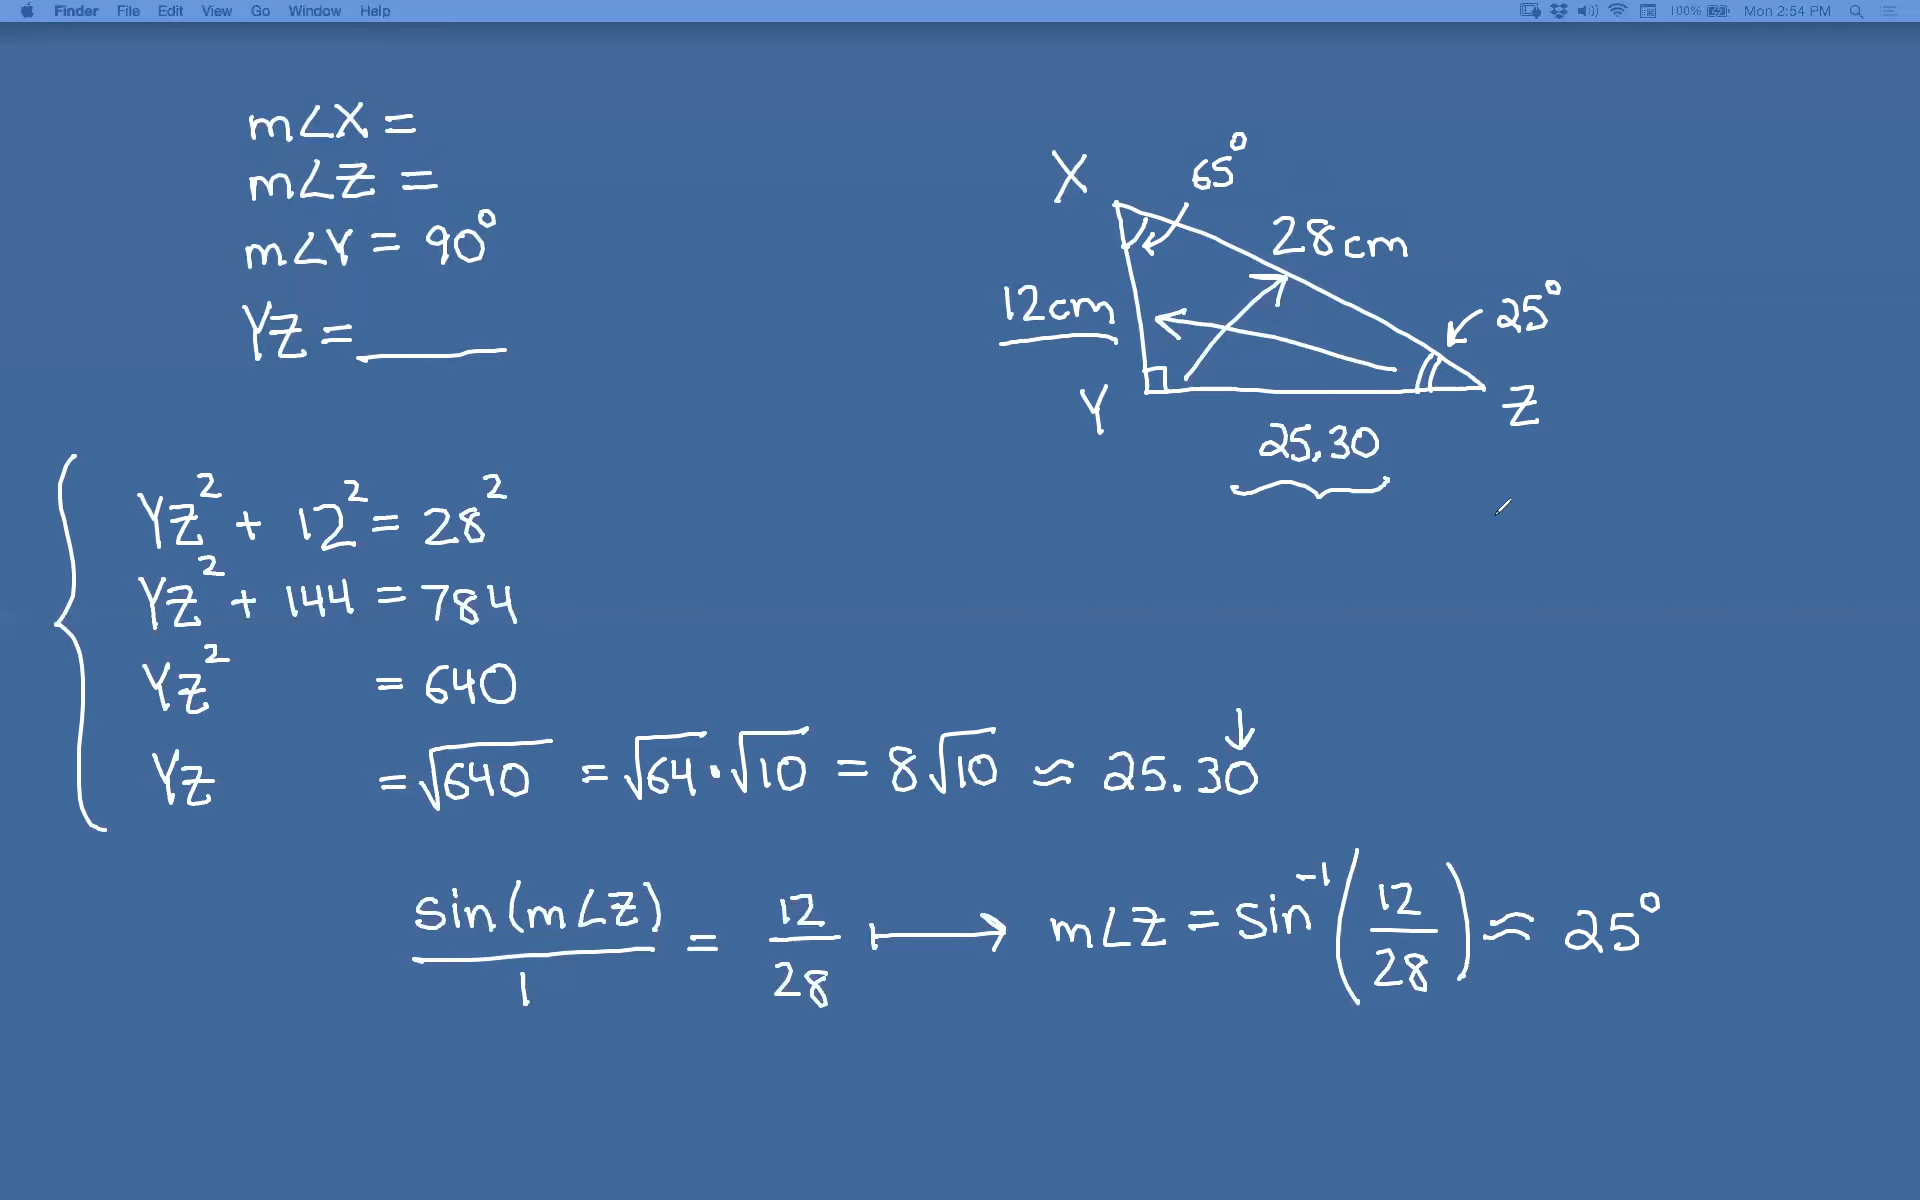 Finder File Edit View Go Window Help 100% Mon 2:54 PM
m∠X =
m∠Z =
m∠Y = 90°
YZ = ____
X
65°
28cm
12cm
25°
Y
Z
25.30
YZ² + 12² = 28²
YZ² + 144 = 784
YZ² = 640
YZ = √640 = √64 · √10 = 8√10 ≈ 25.30
sin(m∠Z)/1 = 12/28 ↦ m∠Z = sin⁻¹(12/28) ≈ 25°